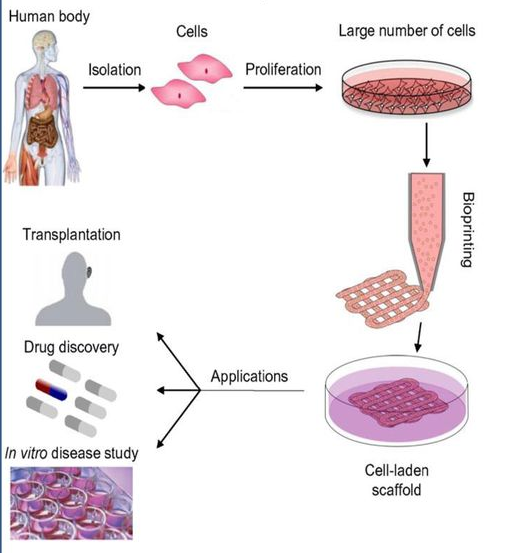 Human body
Cells
Large number of cells
Isolation
Proliferation
Bioprinting
Transplantation
Drug discovery
Applications
In vitro disease study
Cell-laden
scaffold